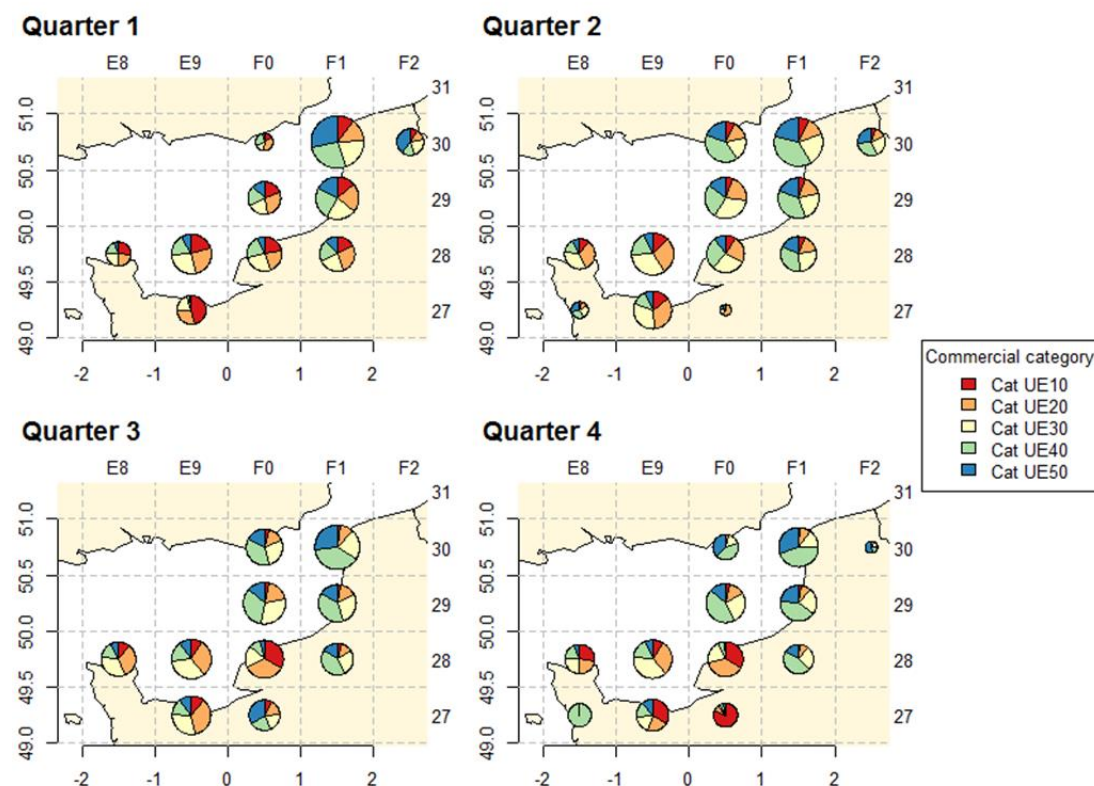 Quarter 1
E8 E9 F0 F1 F2
51.0 50.5 50.0 49.5 49.0
31
30
29
28
27
-2 -1 0 1 2
Quarter 2
E8 E9 F0 F1 F2
51.0 50.5 50.0 49.5 49.0
31
30
29
28
27
-2 -1 0 1 2
Commercial category
Cat UE10
Cat UE20
Cat UE30
Cat UE40
Cat UE50
Quarter 3
E8 E9 F0 F1 F2
51.0 50.5 50.0 49.5 49.0
31
30
29
28
27
-2 -1 0 1 2
Quarter 4
E8 E9 F0 F1 F2
51.0 50.5 50.0 49.5 49.0
31
30
29
28
27
-2 -1 0 1 2